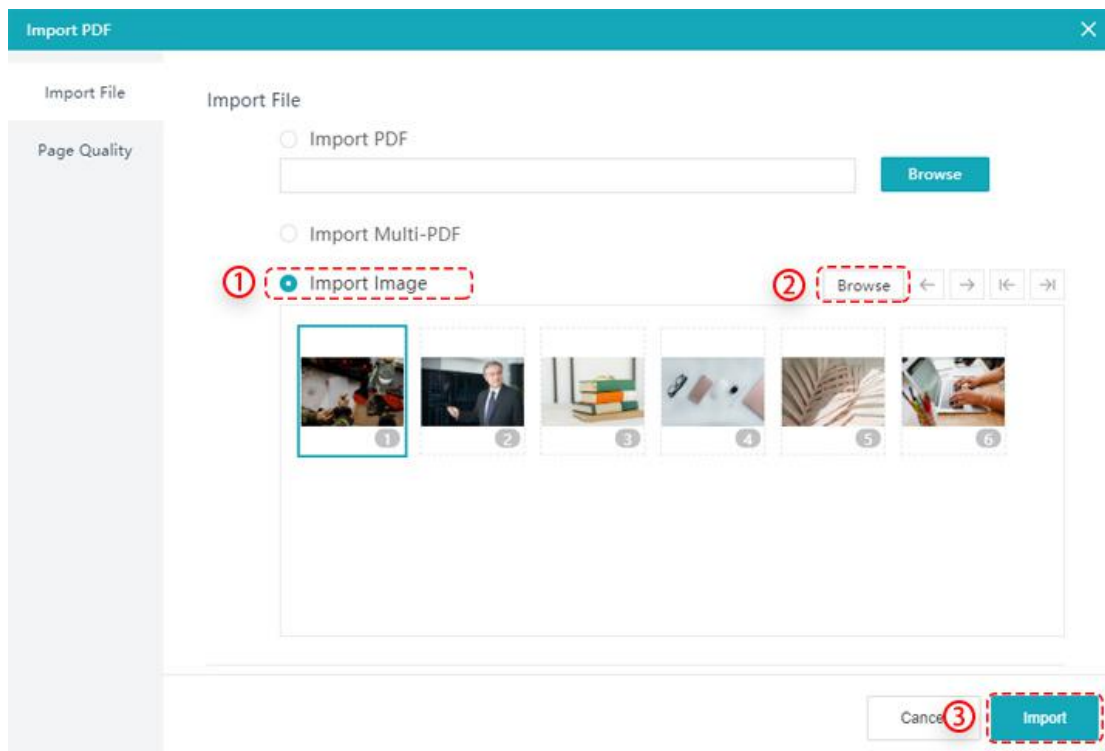 Import PDF
Import File
Page Quality
Import File
Import PDF
Browse
Import Multi-PDF
① Import Image
② Browse
1 2 3 4 5 6
Cance
③ Import